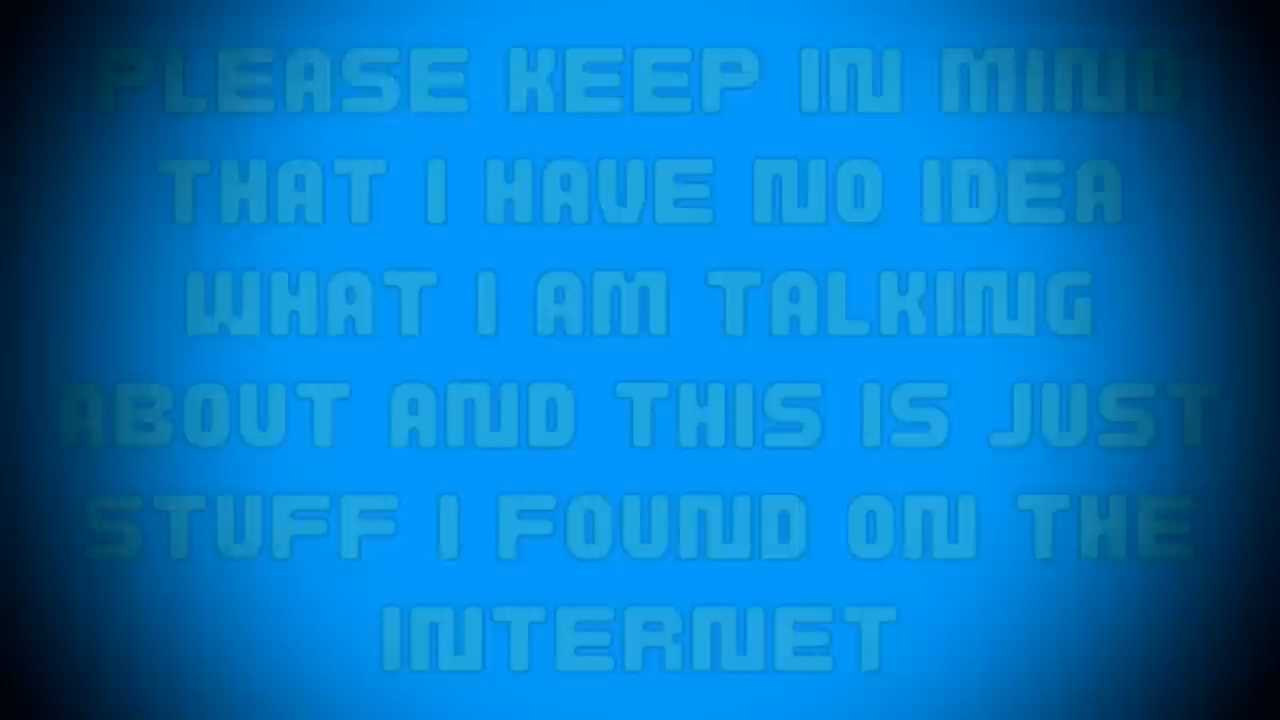 PLEASE KEEP IN MIND
THAT I HAVE NO IDEA
WHAT I AM TALKING
ABOUT AND THIS IS JUST
STUFF I FOUND ON THE
INTERNET